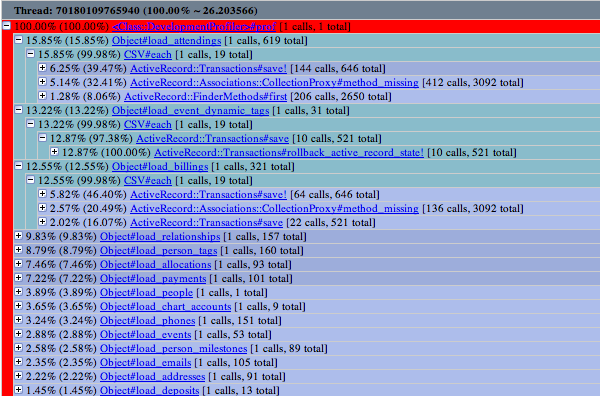 Thread: 70180109765940 (100.00% ~ 26.203566)
100.00% (100.00%) <Class::DevelopmentProfiler>#prof [1 calls, 1 total]
15.85% (15.85%) Object#load_attendings [1 calls, 619 total]
15.85% (99.98%) CSV#each [1 calls, 19 total]
6.25% (39.47%) ActiveRecord::Transactions#save! [144 calls, 646 total]
5.14% (32.41%) ActiveRecord::Associations::CollectionProxy#method_missing [412 calls, 3092 total]
1.28% (8.06%) ActiveRecord::FinderMethods#first [206 calls, 2650 total]
13.22% (13.22%) Object#load_event_dynamic_tags [1 calls, 31 total]
13.22% (99.98%) CSV#each [1 calls, 19 total]
12.87% (97.38%) ActiveRecord::Transactions#save [10 calls, 521 total]
12.87% (100.00%) ActiveRecord::Transactions#rollback_active_record_state! [10 calls, 521 total]
12.55% (12.55%) Object#load_billings [1 calls, 321 total]
12.55% (99.98%) CSV#each [1 calls, 19 total]
5.82% (46.40%) ActiveRecord::Transactions#save! [64 calls, 646 total]
2.57% (20.49%) ActiveRecord::Associations::CollectionProxy#method_missing [136 calls, 3092 total]
2.02% (16.07%) ActiveRecord::Transactions#save [22 calls, 521 total]
9.83% (9.83%) Object#load_relationships [1 calls, 157 total]
8.79% (8.79%) Object#load_person_tags [1 calls, 160 total]
7.46% (7.46%) Object#load_allocations [1 calls, 93 total]
7.22% (7.22%) Object#load_payments [1 calls, 101 total]
3.89% (3.89%) Object#load_people [1 calls, 1 total]
3.65% (3.65%) Object#load_chart_accounts [1 calls, 9 total]
3.24% (3.24%) Object#load_phones [1 calls, 151 total]
2.88% (2.88%) Object#load_events [1 calls, 53 total]
2.58% (2.58%) Object#load_person_milestones [1 calls, 89 total]
2.35% (2.35%) Object#load_emails [1 calls, 105 total]
2.22% (2.22%) Object#load_addresses [1 calls, 91 total]
1.45% (1.45%) Object#load_deposits [1 calls, 13 total]